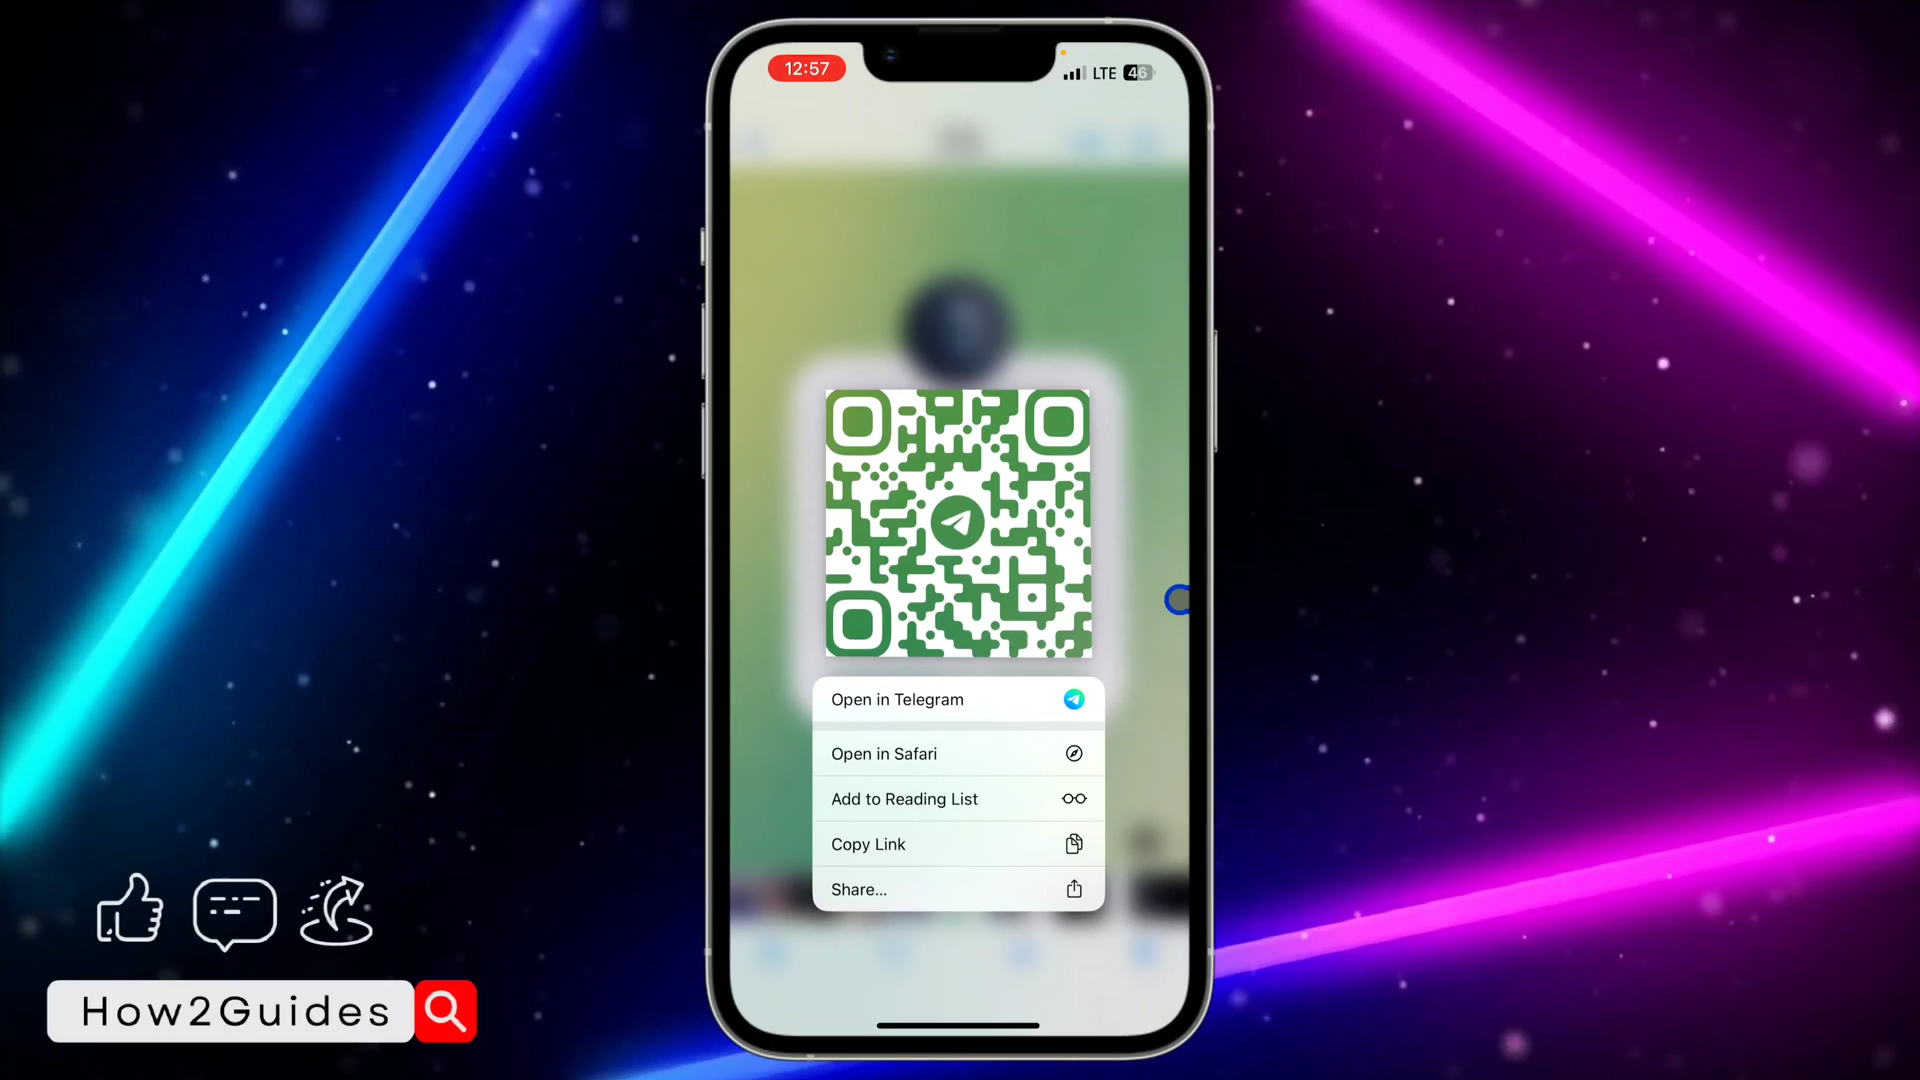 12:57
LTE 46
Open in Telegram
Open in Safari
Add to Reading List
Copy Link
Share...
How2Guides